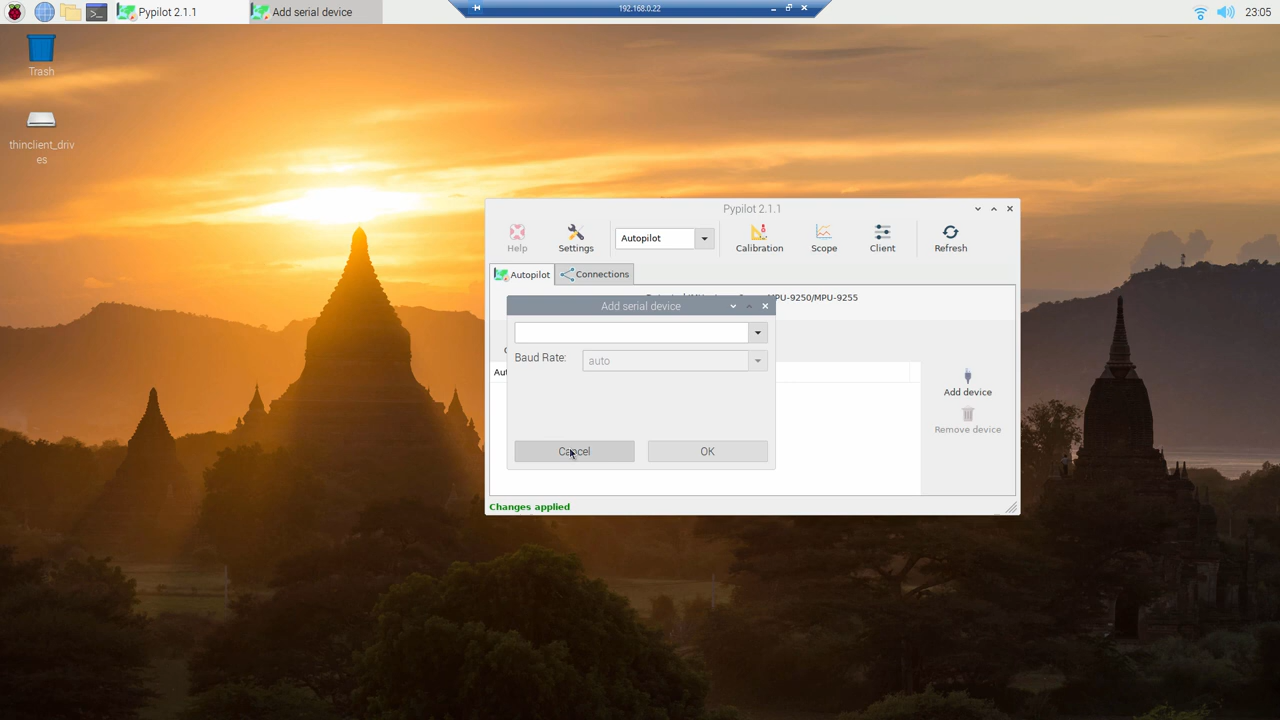 Pypilot 2.1.1
Add serial device
192.168.0.22
23:05
Trash
thinclient_driv
es
Pypilot 2.1.1
Help
Settings
Autopilot
Calibration
Scope
Client
Refresh
Autopilot
Connections
MPU-9250/MPU-9255
Add serial device
Baud Rate:
auto
Cancel
OK
Add device
Remove device
Changes applied